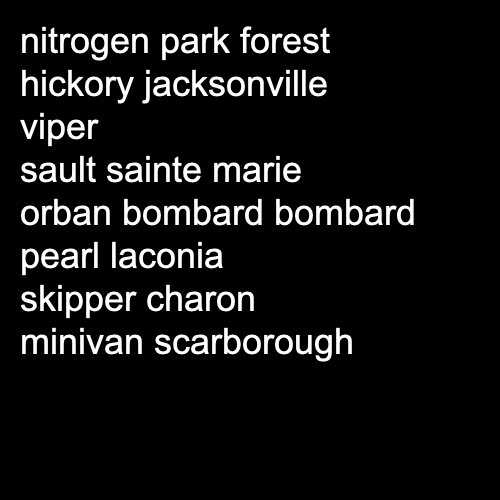 nitrogen park forest
hickory jacksonville
viper
sault sainte marie
orban bombard bombard
pearl laconia
skipper charon
minivan scarborough